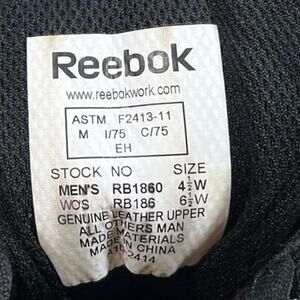 Reebok
www.reebokwork.com
ASTM F2413-11
M I/75 C/75
EH
STOCK NO SIZE
MEN'S RB1860 4½W
WO'S RB186 6½W
GENUINE LEATHER UPPER
ALL OTHERS MAN
MADE MATERIALS
MADE IN CHINA